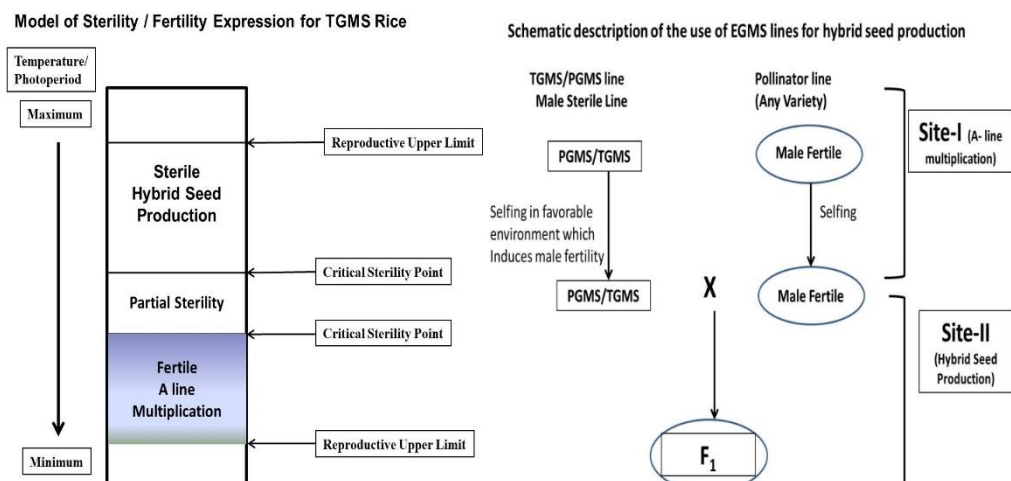 Model of Sterility / Fertility Expression for TGMS Rice
Temperature/
Photoperiod
Maximum
Minimum
Sterile
Hybrid Seed
Production
Partial Sterility
Fertile
A line
Multiplication
Reproductive Upper Limit
Critical Sterility Point
Critical Sterility Point
Reproductive Upper Limit
Schematic desctription of the use of EGMS lines for hybrid seed production
TGMS/PGMS line
Male Sterile Line
Pollinator line
(Any Variety)
PGMS/TGMS
Male Fertile
Selfing in favorable
environment which
Induces male fertility
Selfing
PGMS/TGMS
X
Male Fertile
F1
Site-I (A- line
multiplication)
Site-II
(Hybrid Seed
Production)